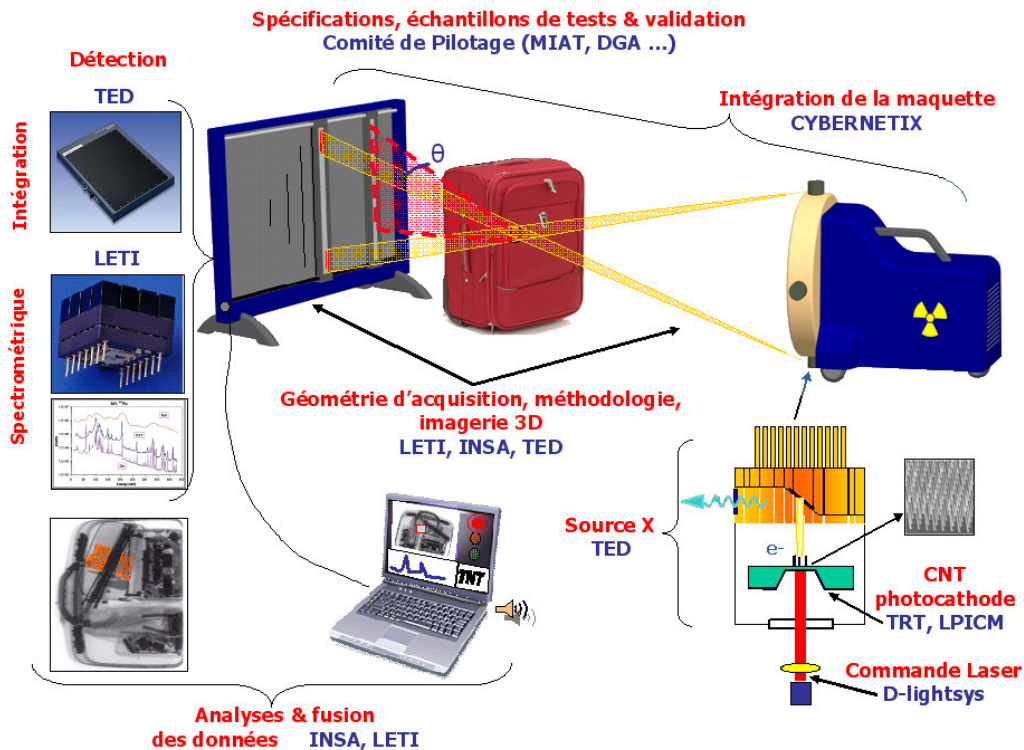 Spécifications, échantillons de tests & validation
Comité de Pilotage (MIAT, DGA ...)
Détection
TED
Intégration
LETI
Spectrométrique
Intégration de la maquette
CYBERNETIX
θ
Géométrie d'acquisition, méthodologie,
imagerie 3D
LETI, INSA, TED
Source X
TED
e-
CNT
photocathode
TRT, LPICM
Commande Laser
D-lightsys
TNT
Analyses & fusion
des données INSA, LETI